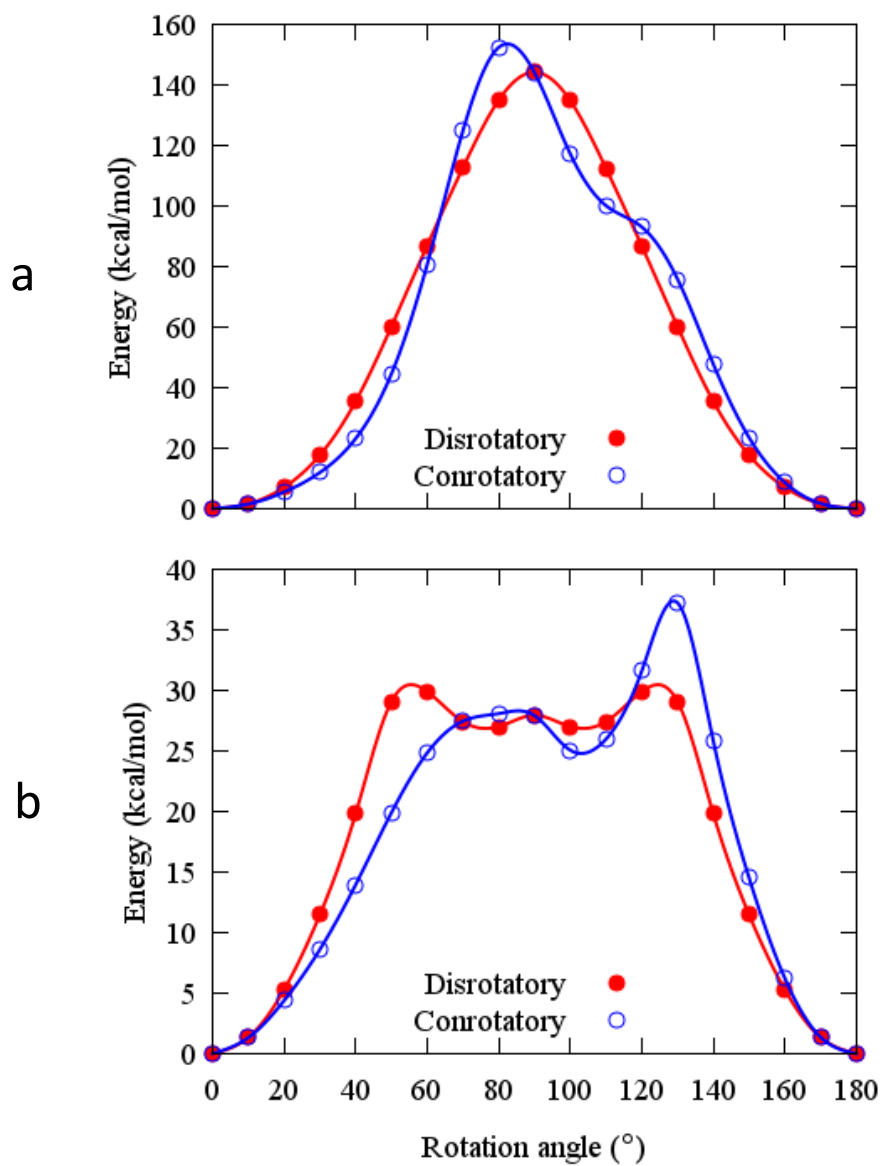 a
Energy (kcal/mol)
160
140
120
100
80
60
40
20
0
Disrotatory
Conrotatory
b
Energy (kcal/mol)
40
35
30
25
20
15
10
5
0
Disrotatory
Conrotatory
0 20 40 60 80 100 120 140 160 180
Rotation angle (°)